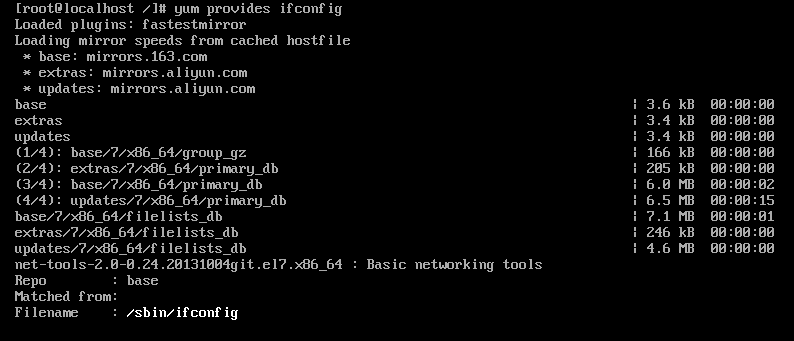 [root@localhost /]# yum provides ifconfig
Loaded plugins: fastestmirror
Loading mirror speeds from cached hostfile
 * base: mirrors.163.com
 * extras: mirrors.aliyun.com
 * updates: mirrors.aliyun.com
base | 3.6 kB 00:00:00
extras | 3.4 kB 00:00:00
updates | 3.4 kB 00:00:00
(1/4): base/7/x86_64/group_gz | 166 kB 00:00:00
(2/4): extras/7/x86_64/primary_db | 205 kB 00:00:00
(3/4): base/7/x86_64/primary_db | 6.0 MB 00:00:02
(4/4): updates/7/x86_64/primary_db | 6.5 MB 00:00:15
base/7/x86_64/filelists_db | 7.1 MB 00:00:01
extras/7/x86_64/filelists_db | 246 kB 00:00:00
updates/7/x86_64/filelists_db | 4.6 MB 00:00:00
net-tools-2.0-0.24.20131004git.el7.x86_64 : Basic networking tools
Repo : base
Matched from:
Filename : /sbin/ifconfig